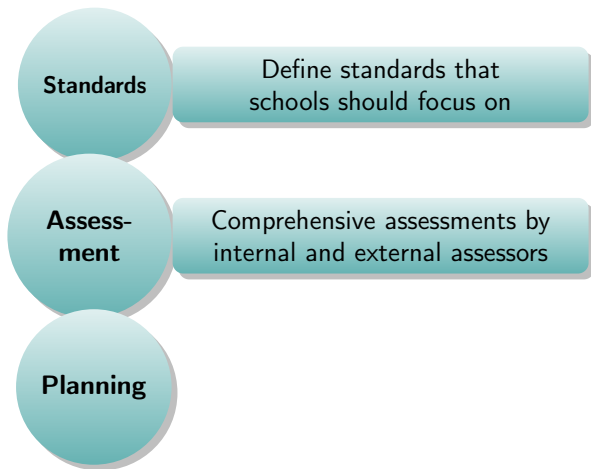 Standards
Define standards that
schools should focus on
Assess-
ment
Comprehensive assessments by
internal and external assessors
Planning